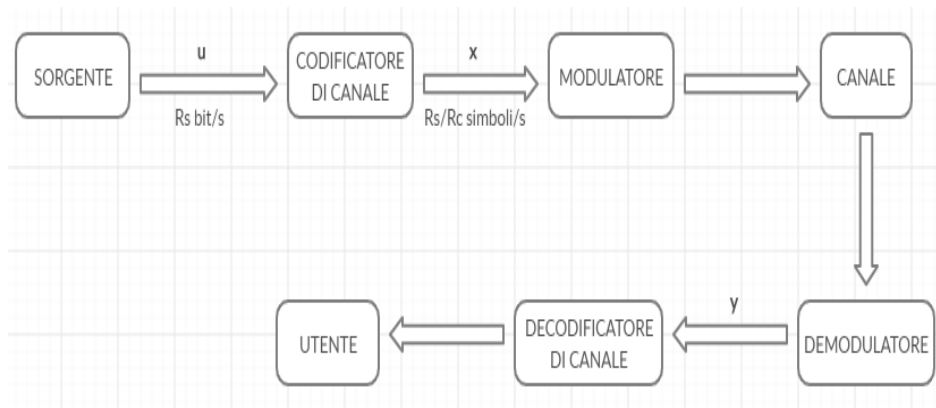 SORGENTE
u
Rs bit/s
CODIFICATORE
DI CANALE
x
Rs/Rc simboli/s
MODULATORE
CANALE
DEMODULATORE
y
DECODIFICATORE
DI CANALE
UTENTE